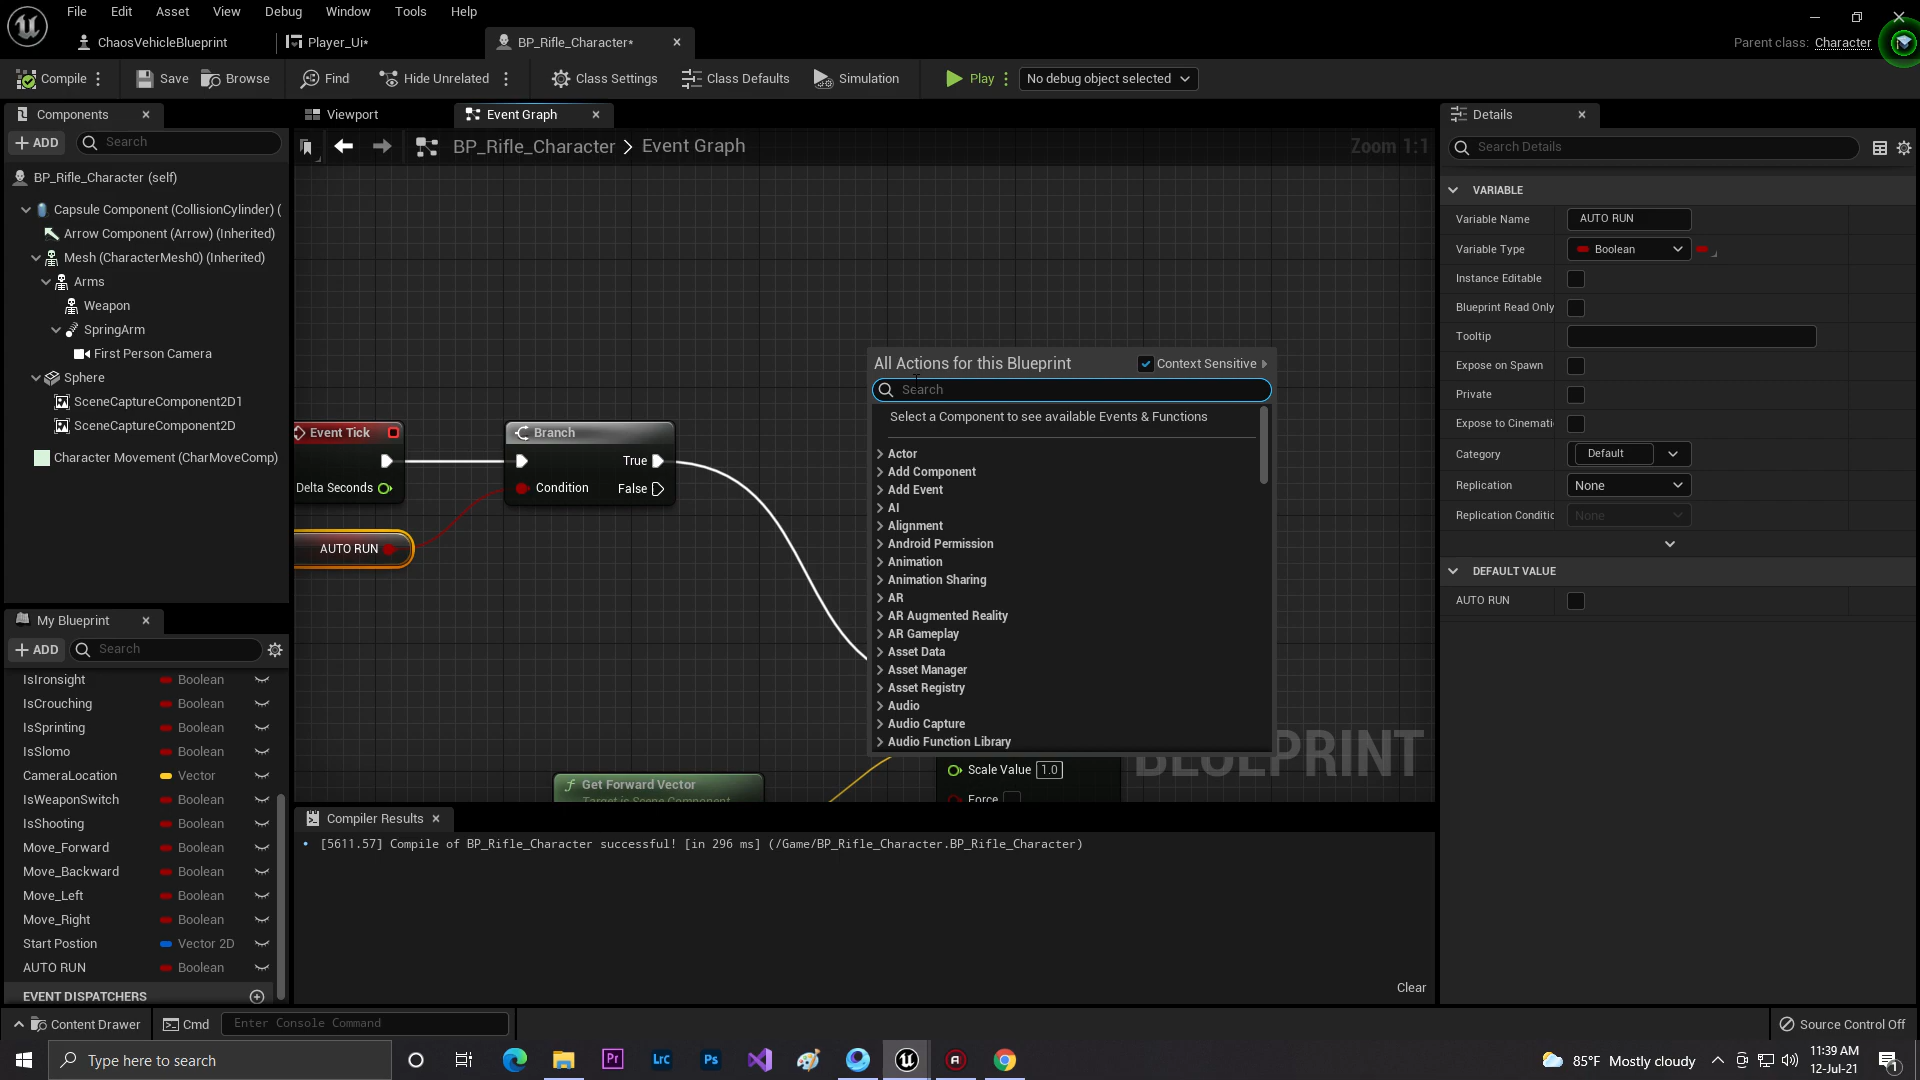 File Edit Asset View Debug Window Tools Help
ChaosVehicleBlueprint Player_Ui* BP_Rifle_Character*
Parent class: Character
Compile Save Browse Find Hide Unrelated Class Settings Class Defaults Simulation Play No debug object selected
Components
ADD Search
BP_Rifle_Character (self)
Capsule Component (CollisionCylinder) (
Arrow Component (Arrow) (Inherited)
Mesh (CharacterMesh0) (Inherited)
Arms
Weapon
SpringArm
First Person Camera
Sphere
SceneCaptureComponent2D1
SceneCaptureComponent2D
Character Movement (CharMoveComp)
My Blueprint
ADD Search
IsIronsight Boolean
IsCrouching Boolean
IsSprinting Boolean
IsSlomo Boolean
CameraLocation Vector
IsWeaponSwitch Boolean
IsShooting Boolean
Move_Forward Boolean
Move_Backward Boolean
Move_Left Boolean
Move_Right Boolean
Start Postion Vector 2D
AUTO RUN Boolean
EVENT DISPATCHERS
Viewport Event Graph
BP_Rifle_Character > Event Graph
Zoom 1:1
Event Tick
Delta Seconds
AUTO RUN
Branch
True
Condition False
Get Forward Vector
Target is Scene Component
Scale Value 1.0
Force
BLUEPRINT
All Actions for this Blueprint Context Sensitive
Search
Select a Component to see available Events & Functions
Actor
Add Component
Add Event
AI
Alignment
Android Permission
Animation
Animation Sharing
AR
AR Augmented Reality
AR Gameplay
Asset Data
Asset Manager
Asset Registry
Audio
Audio Capture
Audio Function Library
Compiler Results
[5611.57] Compile of BP_Rifle_Character successful! [in 296 ms] (/Game/BP_Rifle_Character.BP_Rifle_Character)
Clear
Details
Search Details
VARIABLE
Variable Name AUTO RUN
Variable Type Boolean
Instance Editable
Blueprint Read Only
Tooltip
Expose on Spawn
Private
Expose to Cinemati
Category Default
Replication None
Replication Conditic None
DEFAULT VALUE
AUTO RUN
Content Drawer Cmd Enter Console Command
Source Control Off
Type here to search
Pr Lrc Ps
85°F Mostly cloudy
11:39 AM
12-Jul-21
1